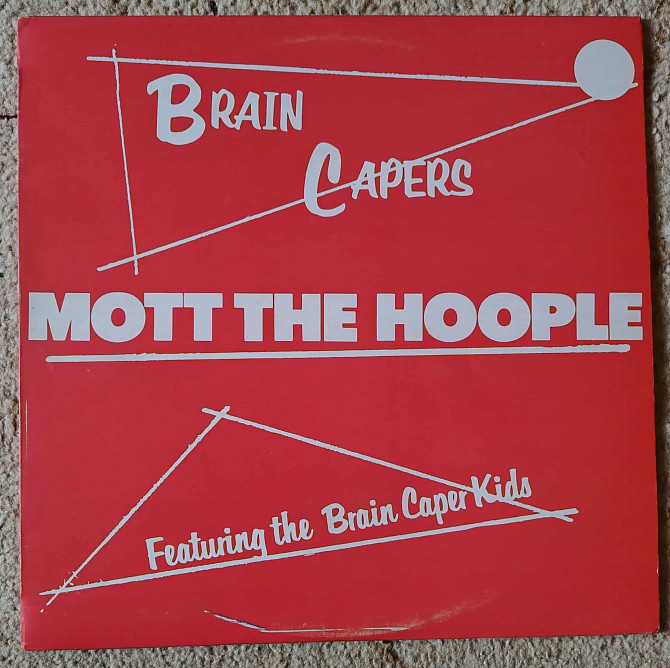 Brain
Capers
MOTT THE HOOPLE
Featuring the Brain Caper Kids